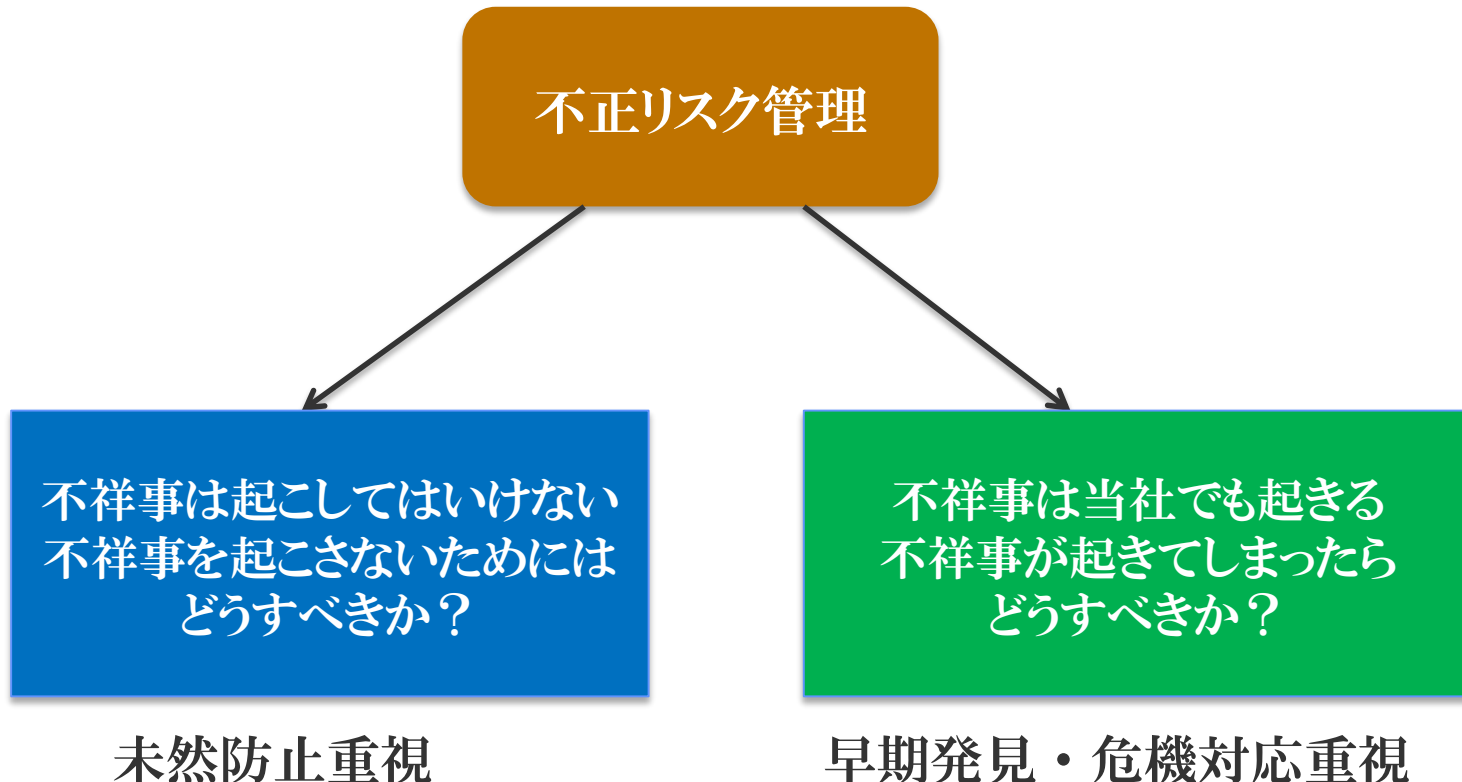 不正リスク管理
不祥事は起こしてはいけない
不祥事を起こさないためには
どうすべきか？
不祥事は当社でも起きる
不祥事が起きてしまったら
どうすべきか？
未然防止重視
早期発見・危機対応重視